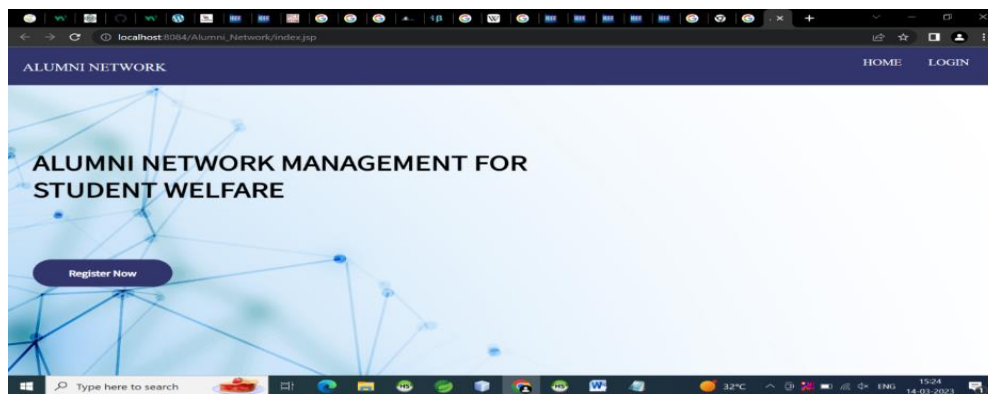 localhost:8084/Alumni_Network/index.jsp
ALUMNI NETWORK
HOME
LOGIN
ALUMNI NETWORK MANAGEMENT FOR
STUDENT WELFARE
Register Now
Type here to search
32°C
ENG
15:24
14-03-2023